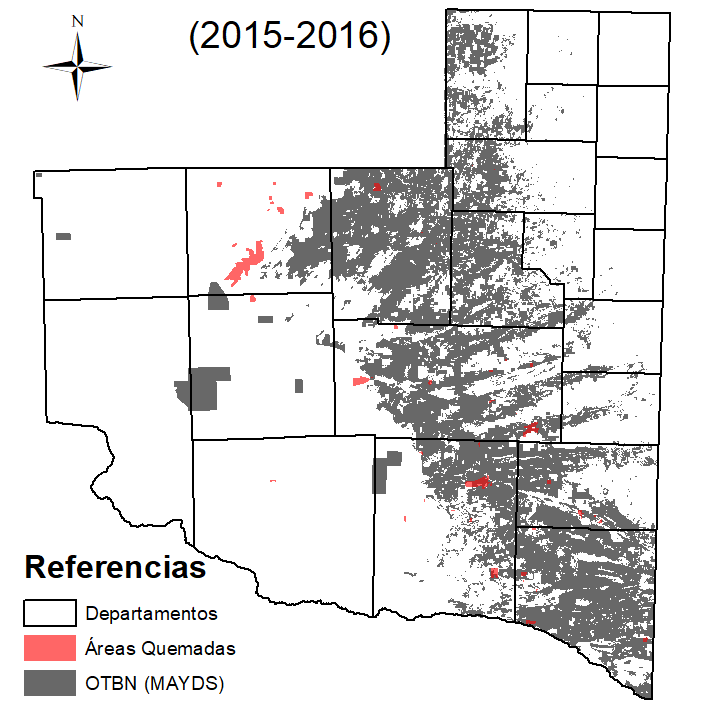 N
(2015-2016)
Referencias
Departamentos
Áreas Quemadas
OTBN (MAYDS)